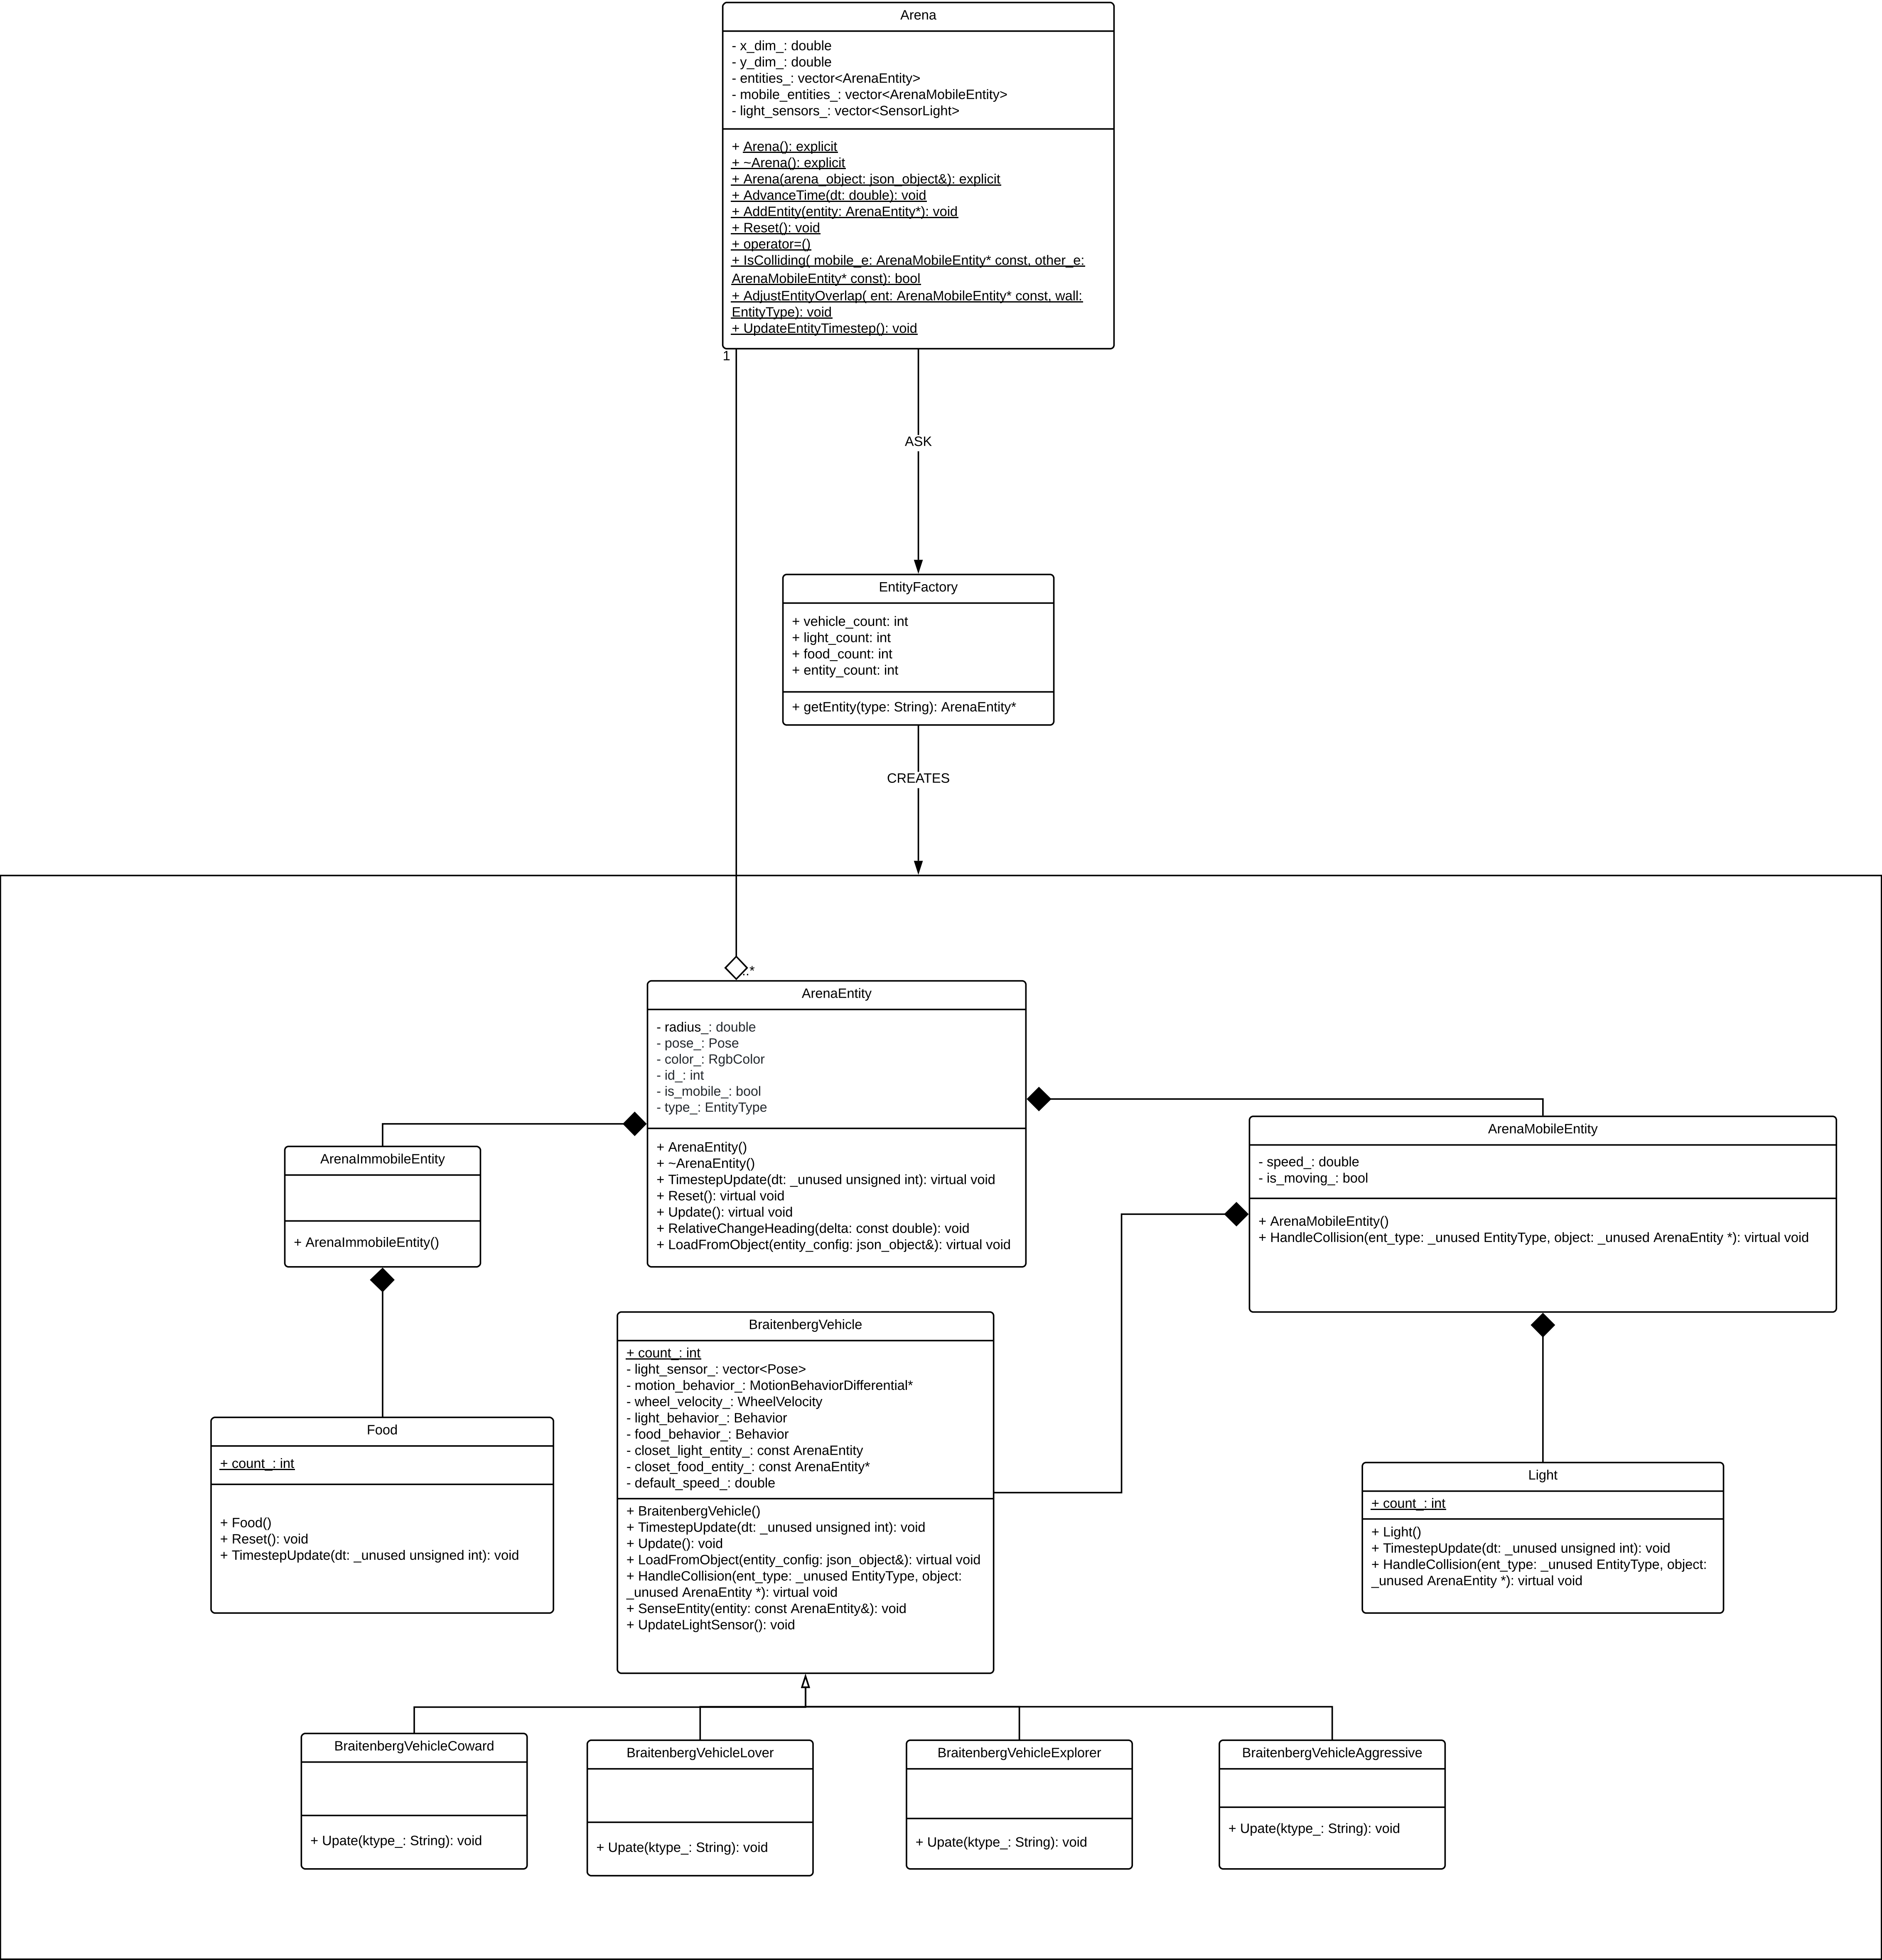 Arena
- x_dim_: double
- y_dim_: double
- entities_: vector<ArenaEntity>
- mobile_entities_: vector<ArenaMobileEntity>
- light_sensors_: vector<SensorLight>
+ Arena(): explicit
+ ~Arena(): explicit
+ Arena(arena_object: json_object&): explicit
+ AdvanceTime(dt: double): void
+ AddEntity(entity: ArenaEntity*): void
+ Reset(): void
+ operator=()
+ IsColliding( mobile_e: ArenaMobileEntity* const, other_e:
ArenaMobileEntity* const): bool
+ AdjustEntityOverlap( ent: ArenaMobileEntity* const, wall:
EntityType): void
+ UpdateEntityTimestep(): void
1
ASK
EntityFactory
+ vehicle_count: int
+ light_count: int
+ food_count: int
+ entity_count: int
+ getEntity(type: String): ArenaEntity*
CREATES
..*
ArenaEntity
- radius_: double
- pose_: Pose
- color_: RgbColor
- id_: int
- is_mobile_: bool
- type_: EntityType
+ ArenaEntity()
+ ~ArenaEntity()
+ TimestepUpdate(dt: _unused unsigned int): virtual void
+ Reset(): virtual void
+ Update(): virtual void
+ RelativeChangeHeading(delta: const double): void
+ LoadFromObject(entity_config: json_object&): virtual void
ArenaImmobileEntity
+ ArenaImmobileEntity()
ArenaMobileEntity
- speed_: double
- is_moving_: bool
+ ArenaMobileEntity()
+ HandleCollision(ent_type: _unused EntityType, object: _unused ArenaEntity *): virtual void
BraitenbergVehicle
+ count_: int
- light_sensor_: vector<Pose>
- motion_behavior_: MotionBehaviorDifferential*
- wheel_velocity_: WheelVelocity
- light_behavior_: Behavior
- food_behavior_: Behavior
- closet_light_entity_: const ArenaEntity
- closet_food_entity_: const ArenaEntity*
- default_speed_: double
+ BraitenbergVehicle()
+ TimestepUpdate(dt: _unused unsigned int): void
+ Update(): void
+ LoadFromObject(entity_config: json_object&): virtual void
+ HandleCollision(ent_type: _unused EntityType, object:
_unused ArenaEntity *): virtual void
+ SenseEntity(entity: const ArenaEntity&): void
+ UpdateLightSensor(): void
Food
+ count_: int
+ Food()
+ Reset(): void
+ TimestepUpdate(dt: _unused unsigned int): void
Light
+ count_: int
+ Light()
+ TimestepUpdate(dt: _unused unsigned int): void
+ HandleCollision(ent_type: _unused EntityType, object:
_unused ArenaEntity *): virtual void
BraitenbergVehicleCoward
+ Upate(ktype_: String): void
BraitenbergVehicleLover
+ Upate(ktype_: String): void
BraitenbergVehicleExplorer
+ Upate(ktype_: String): void
BraitenbergVehicleAggressive
+ Upate(ktype_: String): void